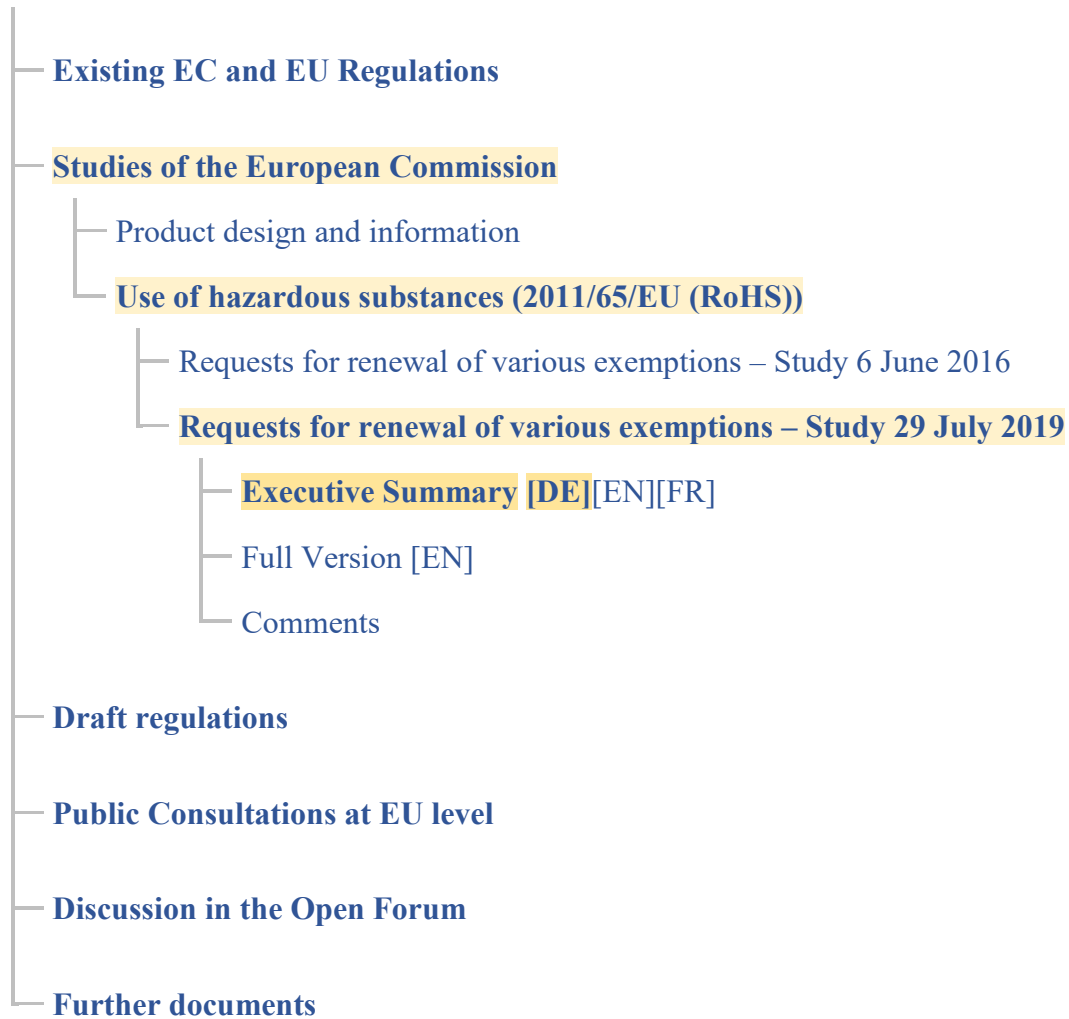 Existing EC and EU Regulations
Studies of the European Commission
Product design and information
Use of hazardous substances (2011/65/EU (RoHS))
Requests for renewal of various exemptions – Study 6 June 2016
Requests for renewal of various exemptions – Study 29 July 2019
Executive Summary [DE][EN][FR]
Full Version [EN]
Comments
Draft regulations
Public Consultations at EU level
Discussion in the Open Forum
Further documents